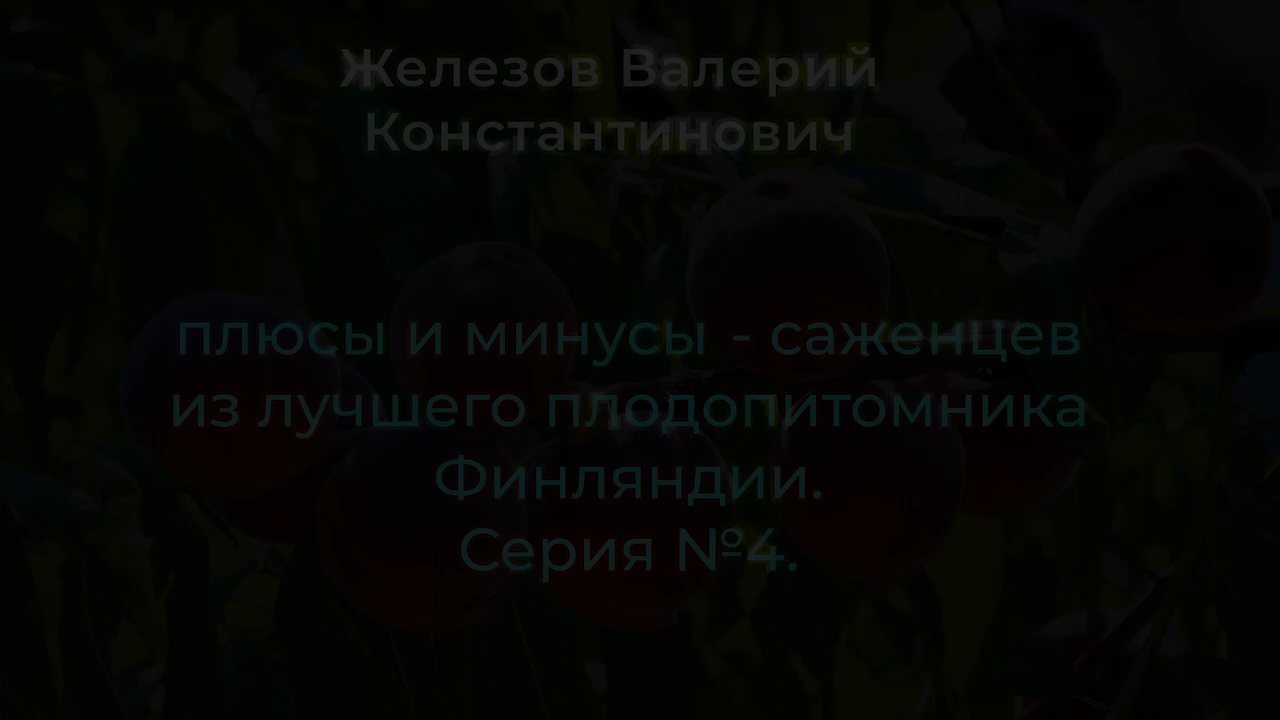 Железов Валерий
Константинович
плюсы и минусы - саженцев
из лучшего плодопитомника
Финляндии.
Серия №4.